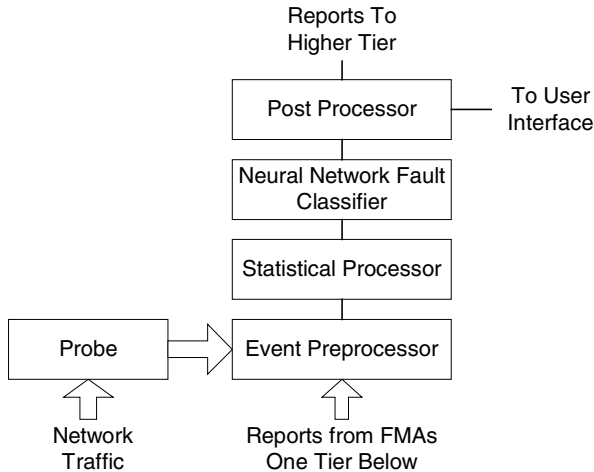 Reports To
Higher Tier
Post Processor
To User
Interface
Neural Network Fault
Classifier
Statistical Processor
Probe
Event Preprocessor
Network
Traffic
Reports from FMAs
One Tier Below